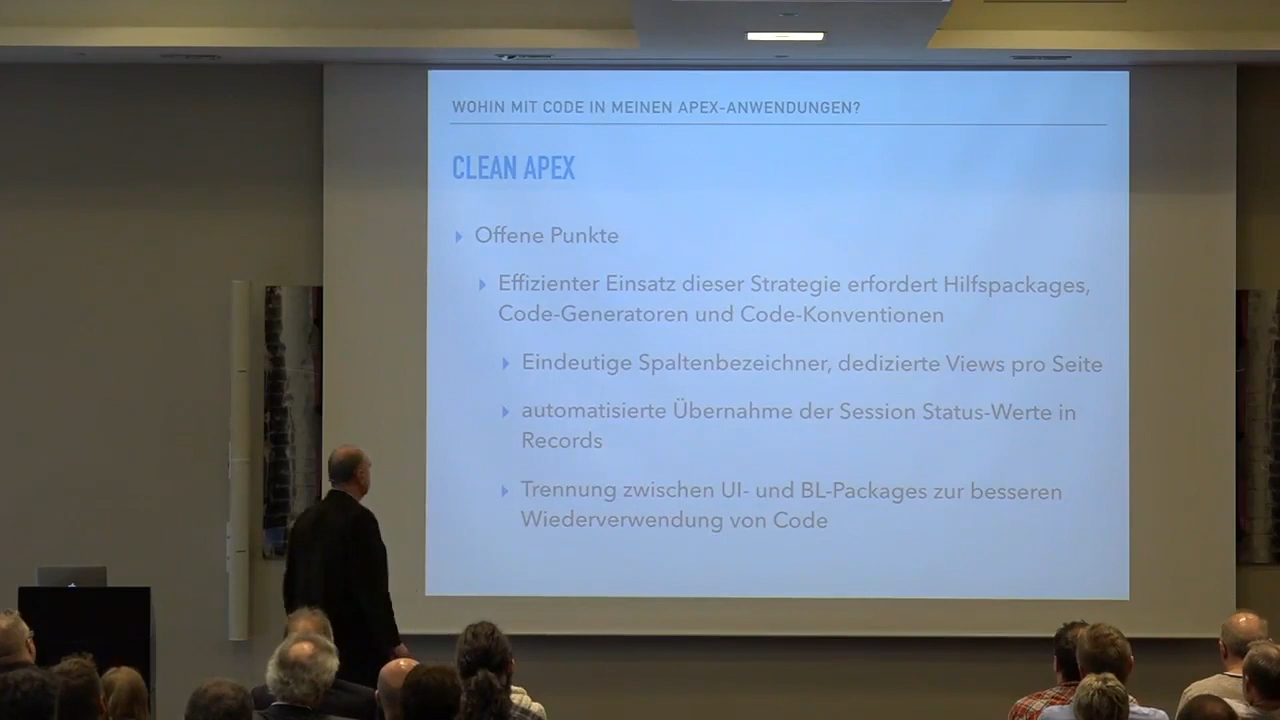 WOHIN MIT CODE IN MEINEN APEX-ANWENDUNGEN?
CLEAN APEX
Offene Punkte
Effizienter Einsatz dieser Strategie erfordert Hilfspackages,
Code-Generatoren und Code-Konventionen
Eindeutige Spaltenbezeichner, dedizierte Views pro Seite
automatisierte Übernahme der Session Status-Werte in
Records
Trennung zwischen UI- und BL-Packages zur besseren
Wiederverwendung von Code